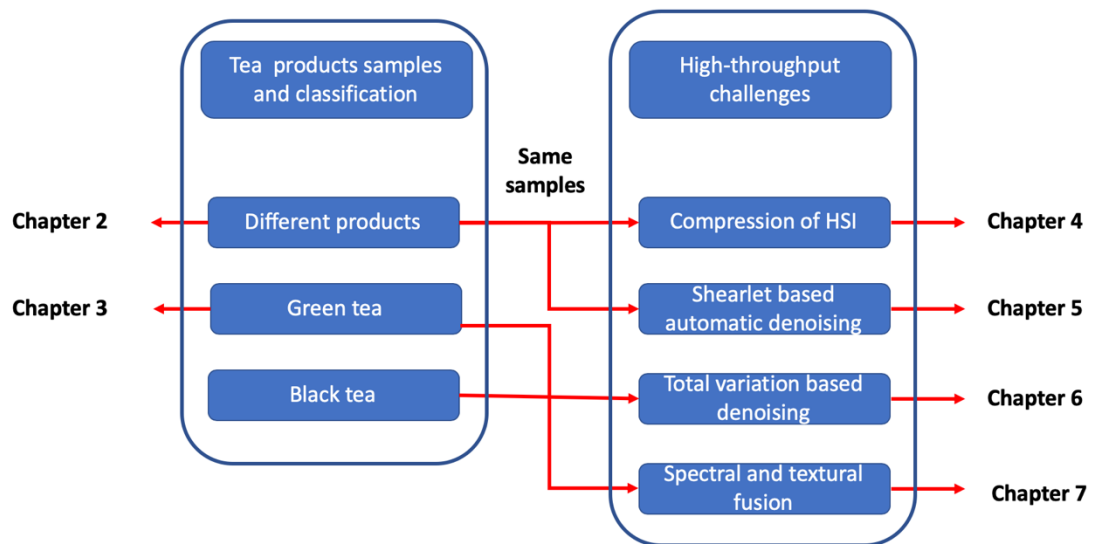 Tea products samples
and classification
High-throughput
challenges
Same
samples
Chapter 2
Different products
Compression of HSI
Chapter 4
Chapter 3
Green tea
Shearlet based
automatic denoising
Chapter 5
Black tea
Total variation based
denoising
Chapter 6
Spectral and textural
fusion
Chapter 7